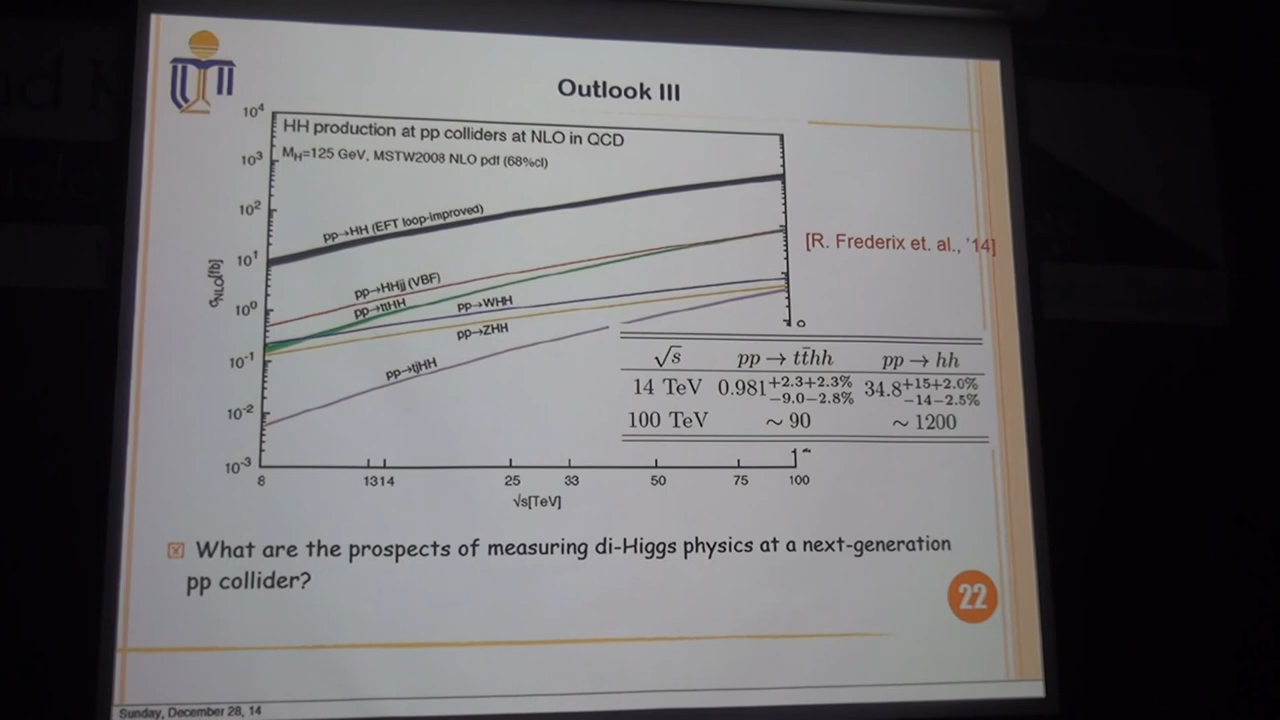 Outlook III
HH production at pp colliders at NLO in QCD
M_H=125 GeV, MSTW2008 NLO pdf (68%cl)
10^4
10^3
10^2
10^1
10^0
10^-1
10^-2
10^-3
σ_NLO[fb]
pp→HH (EFT loop-improved)
pp→HHjj (VBF)
pp→ttHH
pp→WHH
pp→ZHH
pp→tjHH
8 13 14 25 33 50 75 100
√s[TeV]
[R. Frederix et. al., '14]
√s pp → tt̄hh pp → hh
14 TeV 0.981^{+2.3+2.3%}_{-9.0-2.8%} 34.8^{+15+2.0%}_{-14-2.5%}
100 TeV ~ 90 ~ 1200
What are the prospects of measuring di-Higgs physics at a next-generation
pp collider?
22
Sunday, December 28, 14